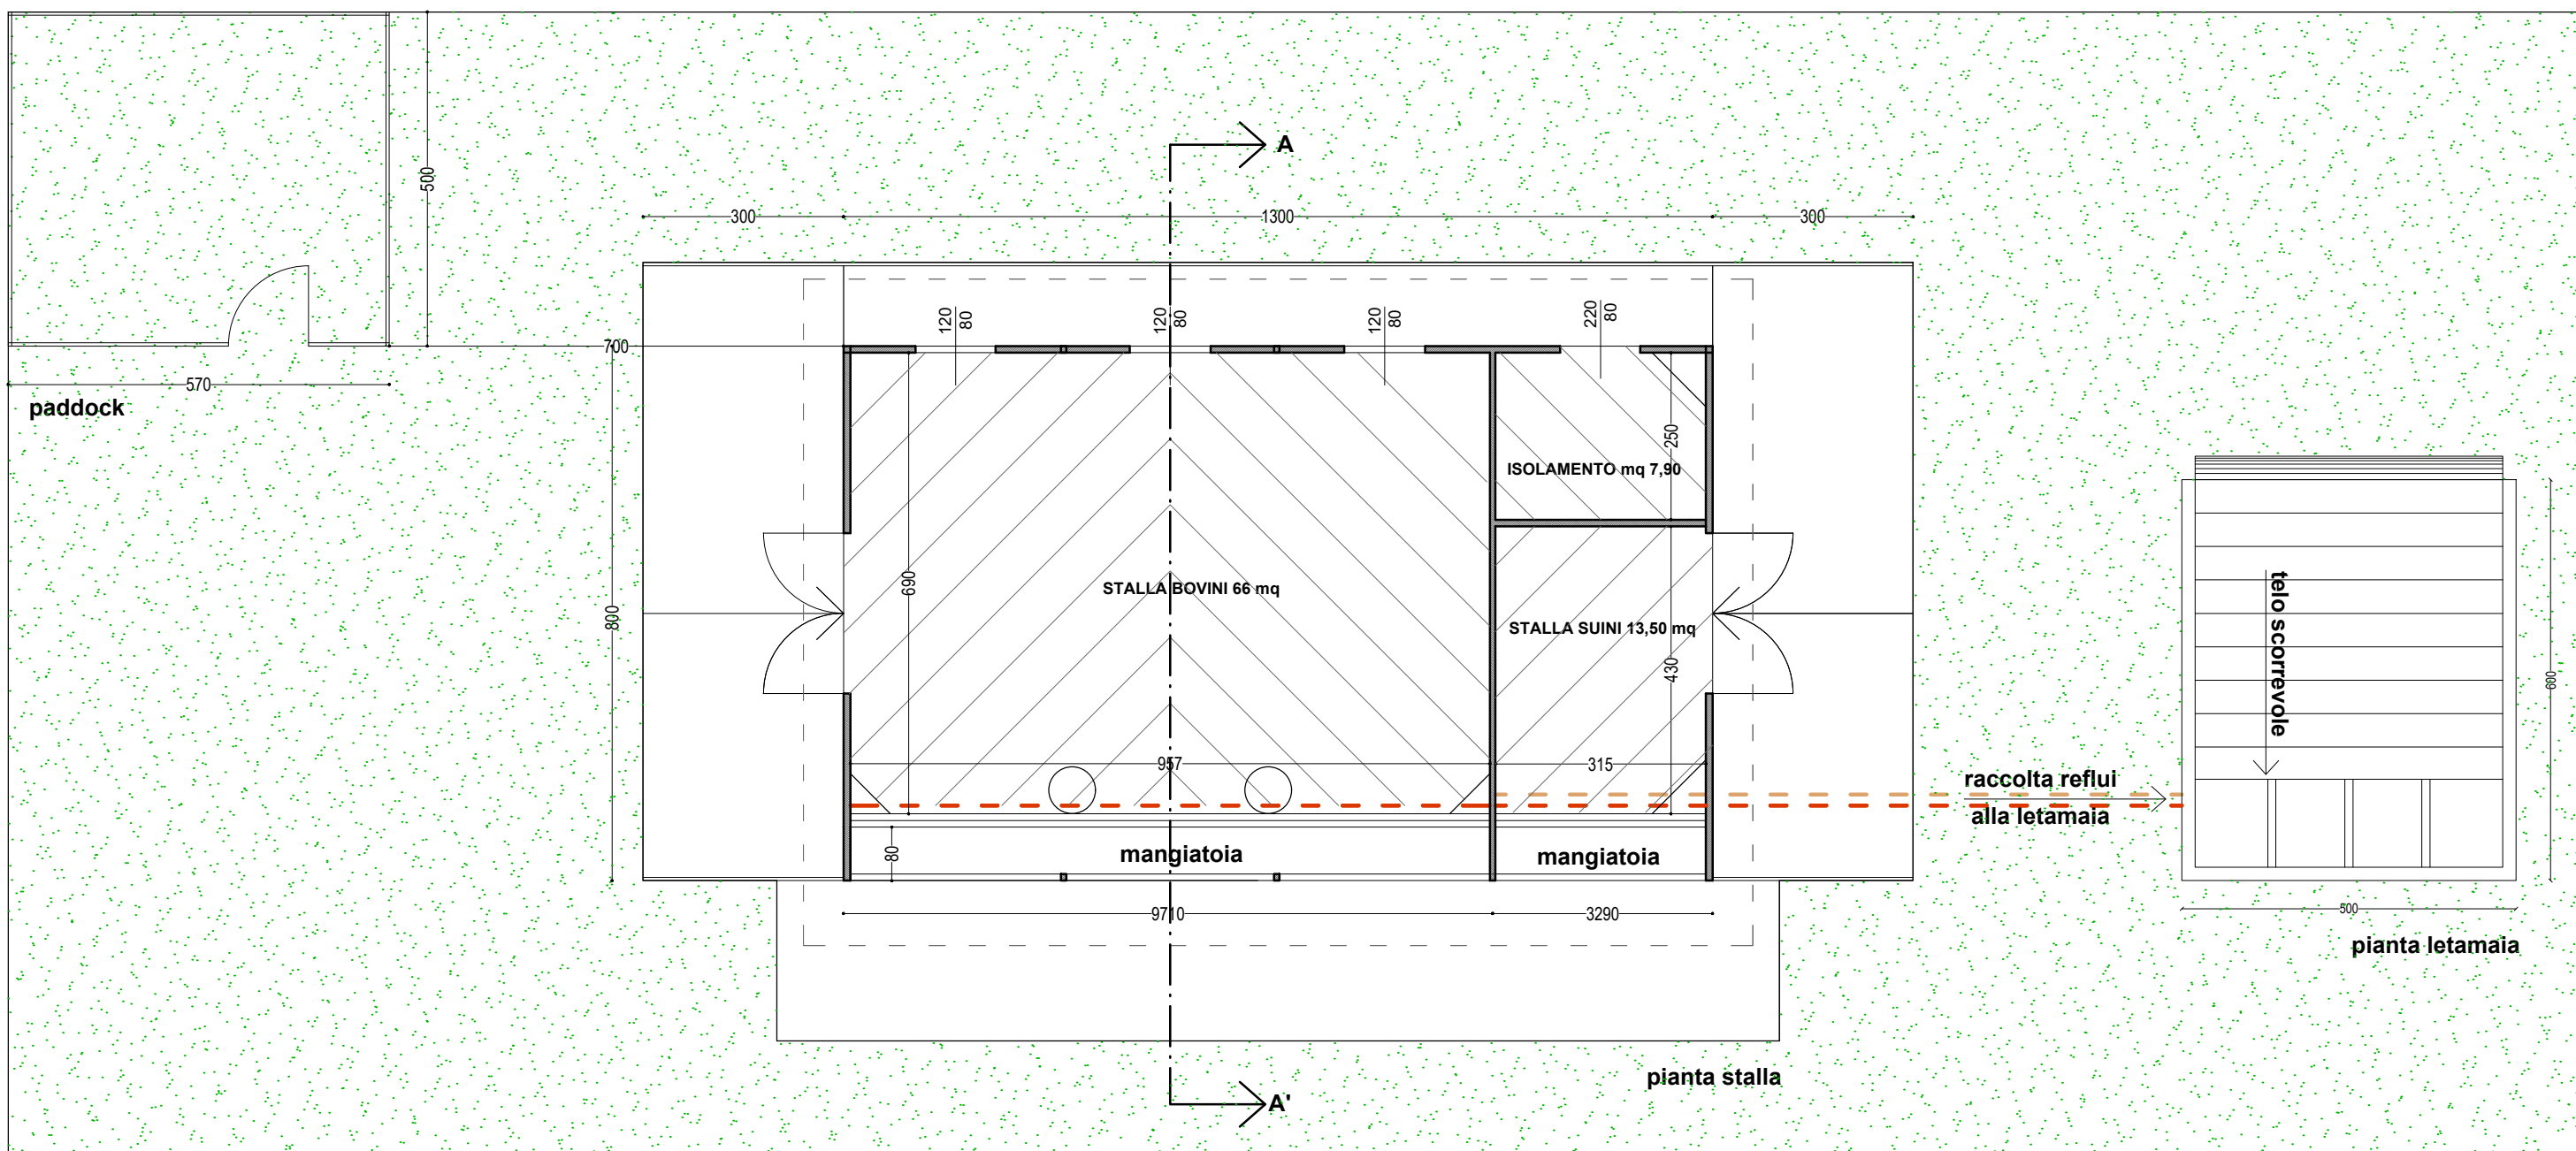 A
500
300
1300
300
120
80
120
80
120
80
220
80
700
570
paddock
250
ISOLAMENTO mq 7,90
690
STALLA BOVINI 66 mq
800
STALLA SUINI 13,50 mq
430
telo scorrevole
600
957
315
raccolta reflui
alla letamaia
80
mangiatoia
mangiatoia
9710
3290
500
pianta letamaia
pianta stalla
A'